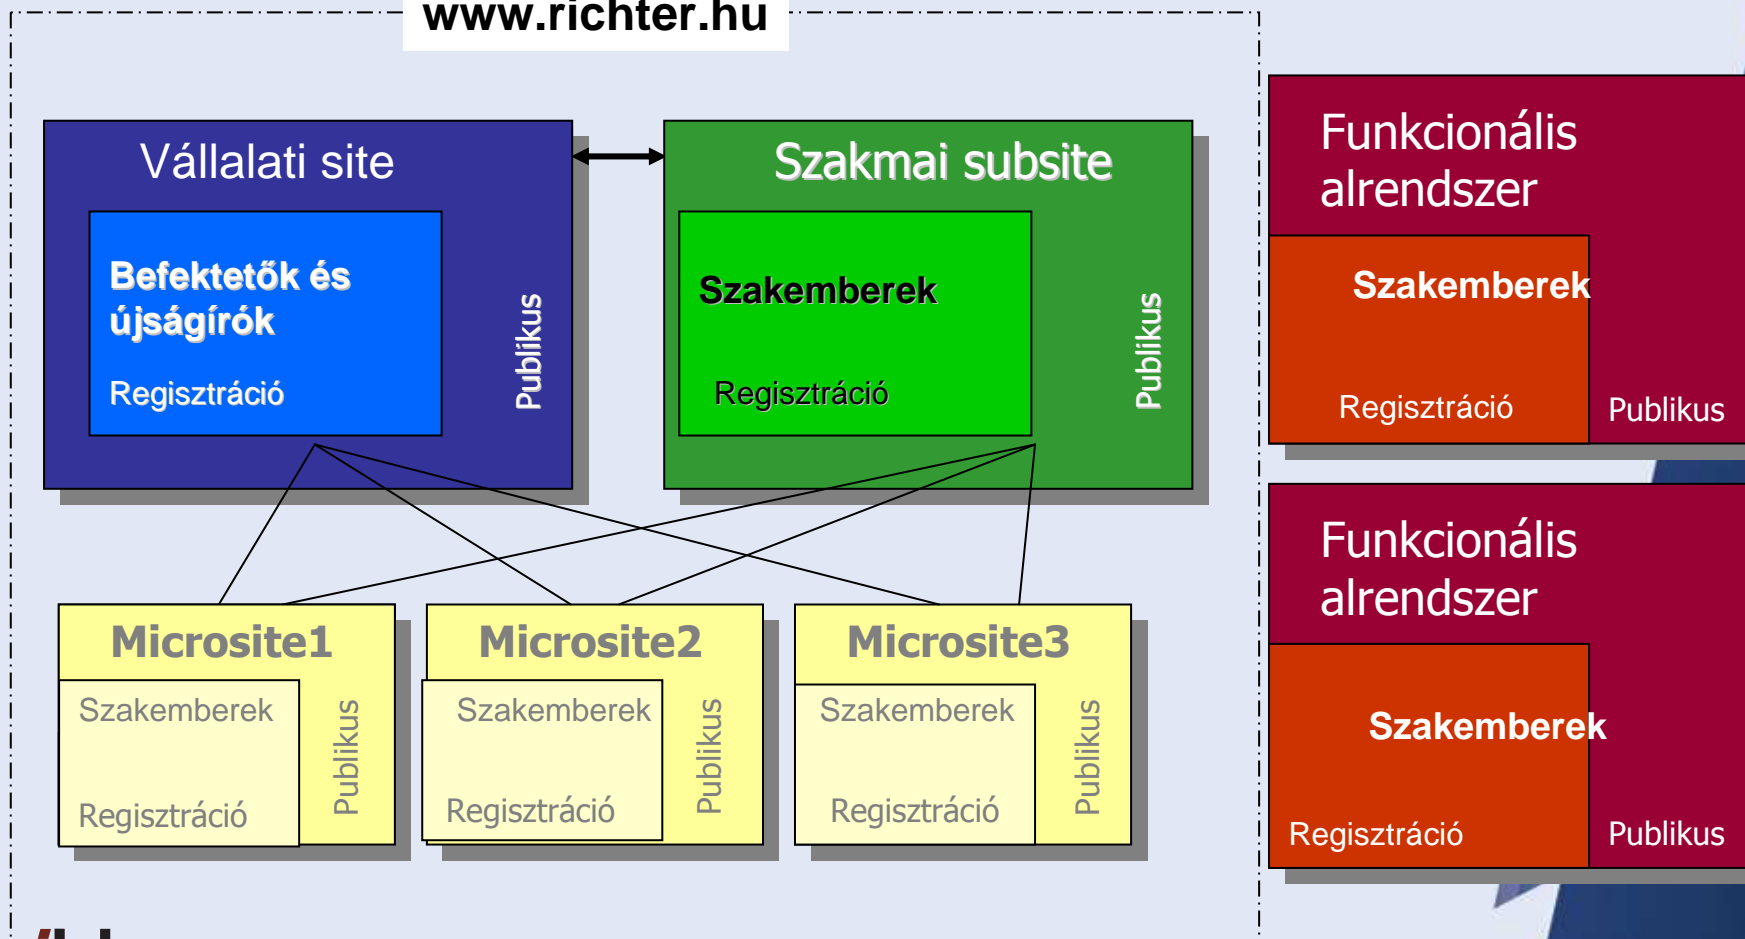 www.richter.hu
Vállalati site
Befektetők és
újságírók
Regisztráció
Publikus
Szakmai subsite
Szakemberek
Regisztráció
Publikus
Funkcionális
alrendszer
Szakemberek
Regisztráció
Publikus
Microsite1
Szakemberek
Regisztráció
Publikus
Microsite2
Szakemberek
Regisztráció
Publikus
Microsite3
Szakemberek
Regisztráció
Publikus
Funkcionális
alrendszer
Szakemberek
Regisztráció
Publikus